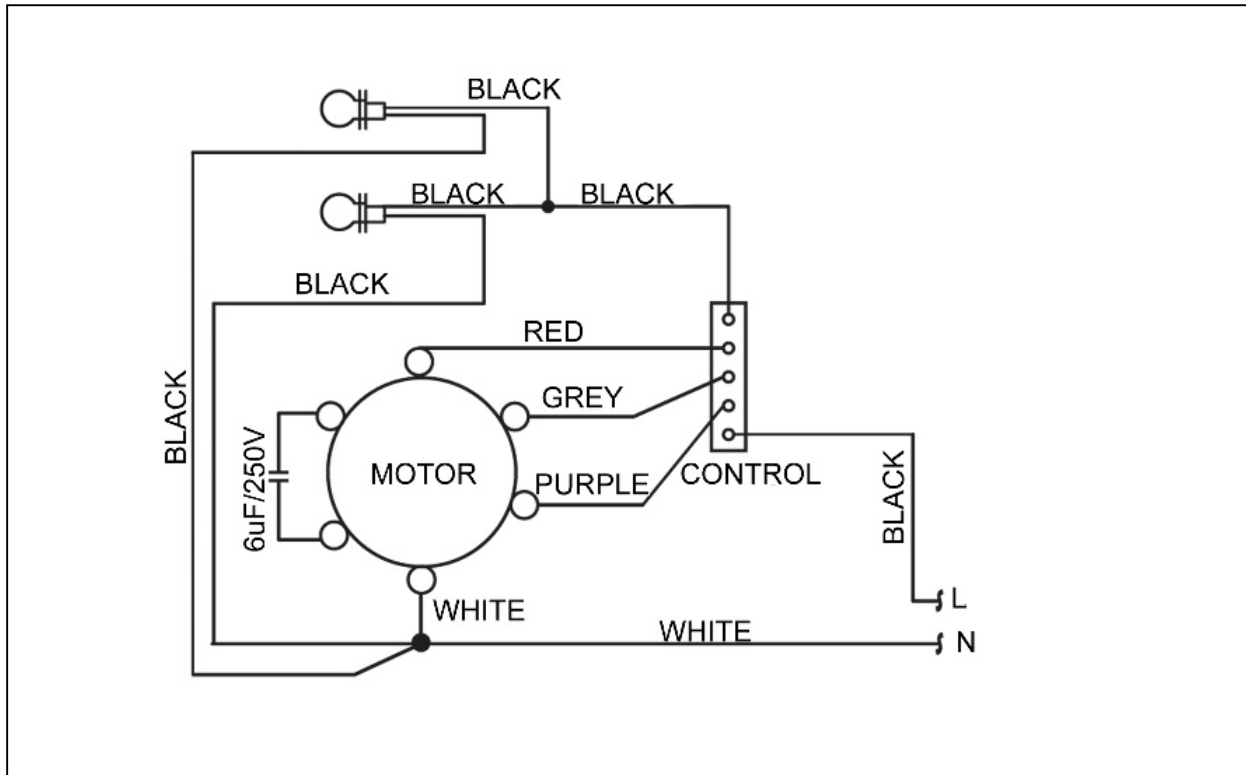 BLACK
BLACK
BLACK
BLACK
RED
GREY
BLACK
6uF/250V
MOTOR
PURPLE
CONTROL
BLACK
L
WHITE
WHITE
N